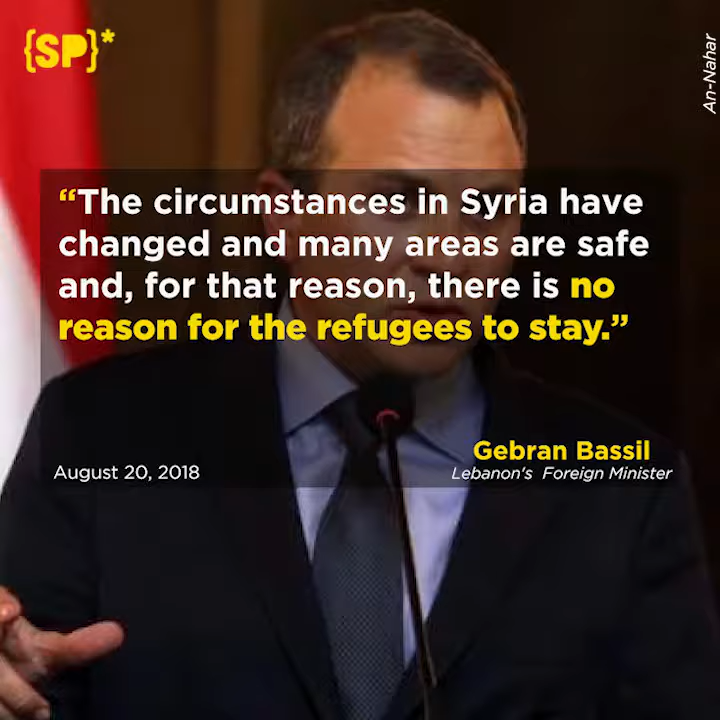 {SP}*
An-Nahar
“The circumstances in Syria have
changed and many areas are safe
and, for that reason, there is no
reason for the refugees to stay.”
August 20, 2018
Gebran Bassil
Lebanon's Foreign Minister